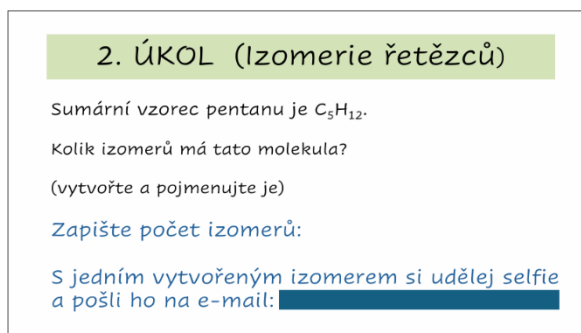 2. ÚKOL (Izomerie řetězců)
Sumární vzorec pentanu je C₅H₁₂.
Kolik izomerů má tato molekula?
(vytvořte a pojmenujte je)
Zapište počet izomerů:
S jedním vytvořeným izomerem si udělej selfie
a pošli ho na e-mail: